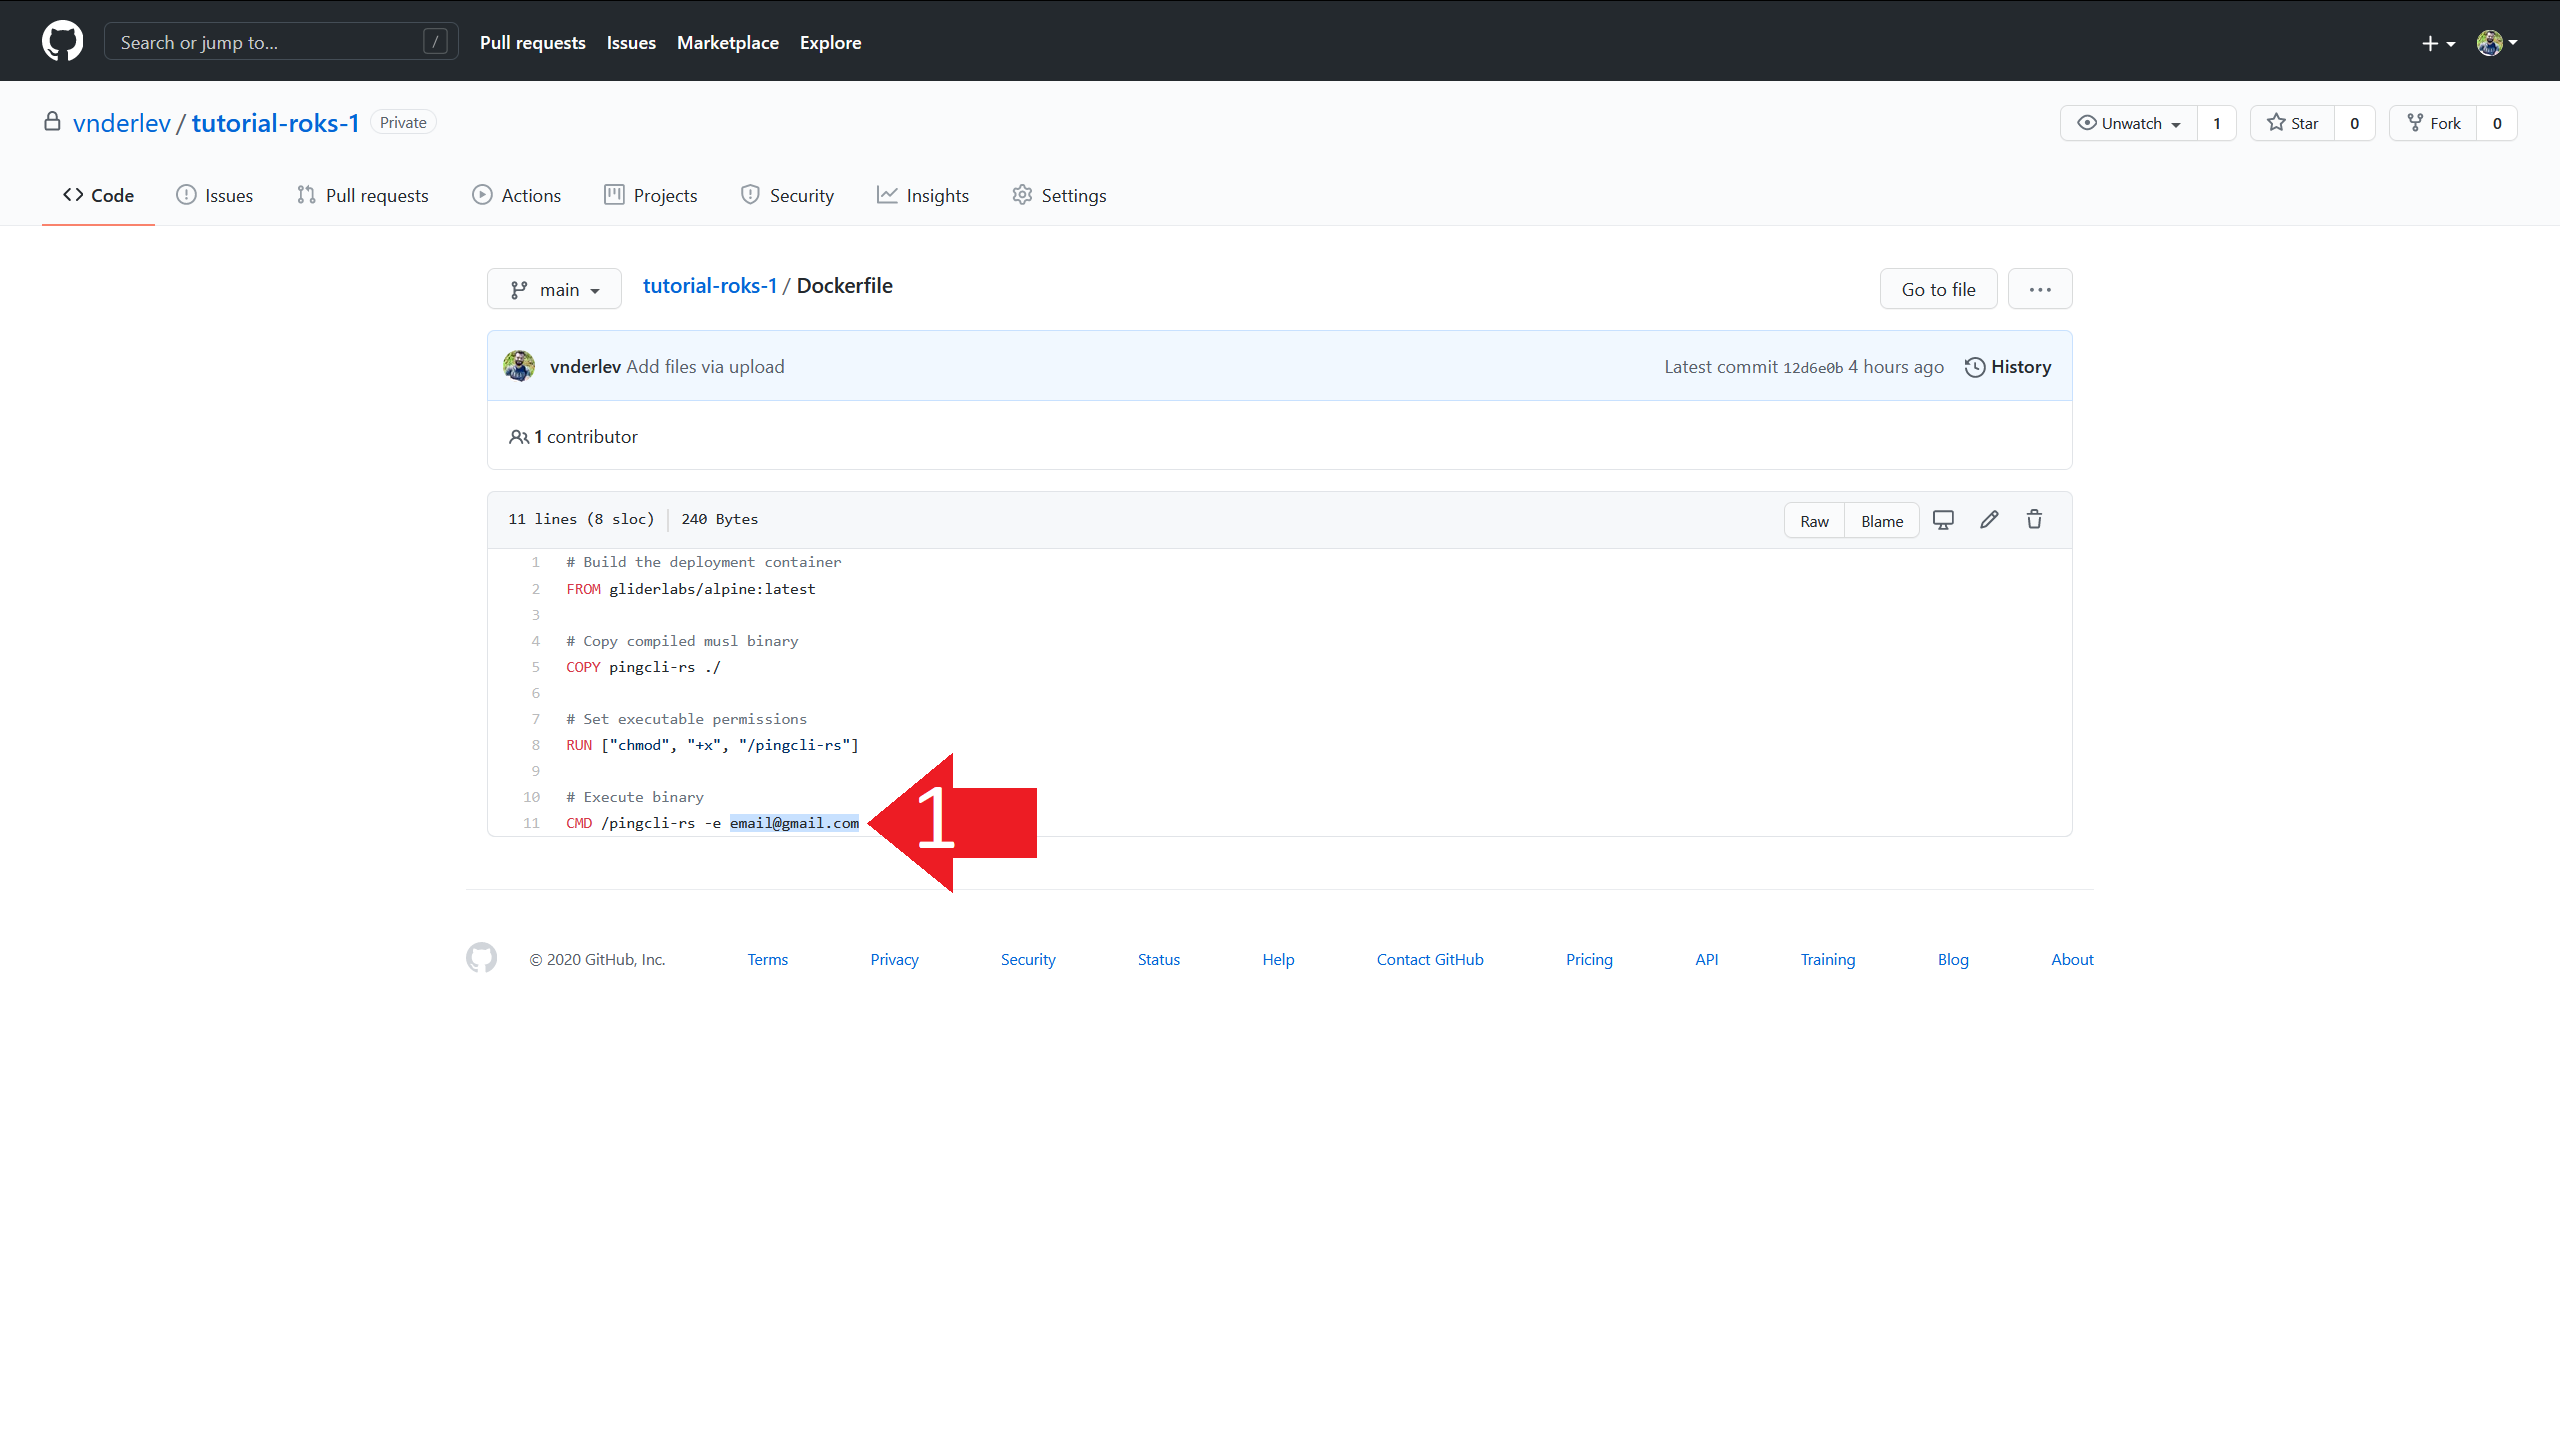 Search or jump to... /
Pull requests Issues Marketplace Explore
vnderlev / tutorial-roks-1 Private
Unwatch 1 Star 0 Fork 0
Code Issues Pull requests Actions Projects Security Insights Settings
main tutorial-roks-1 / Dockerfile Go to file
vnderlev Add files via upload Latest commit 12d6e0b 4 hours ago History
1 contributor
11 lines (8 sloc) 240 Bytes Raw Blame
1 # Build the deployment container
2 FROM gliderlabs/alpine:latest
3
4 # Copy compiled musl binary
5 COPY pingcli-rs ./
6
7 # Set executable permissions
8 RUN ["chmod", "+x", "/pingcli-rs"]
9
10 # Execute binary
11 CMD /pingcli-rs -e email@gmail.com
1
© 2020 GitHub, Inc. Terms Privacy Security Status Help Contact GitHub Pricing API Training Blog About